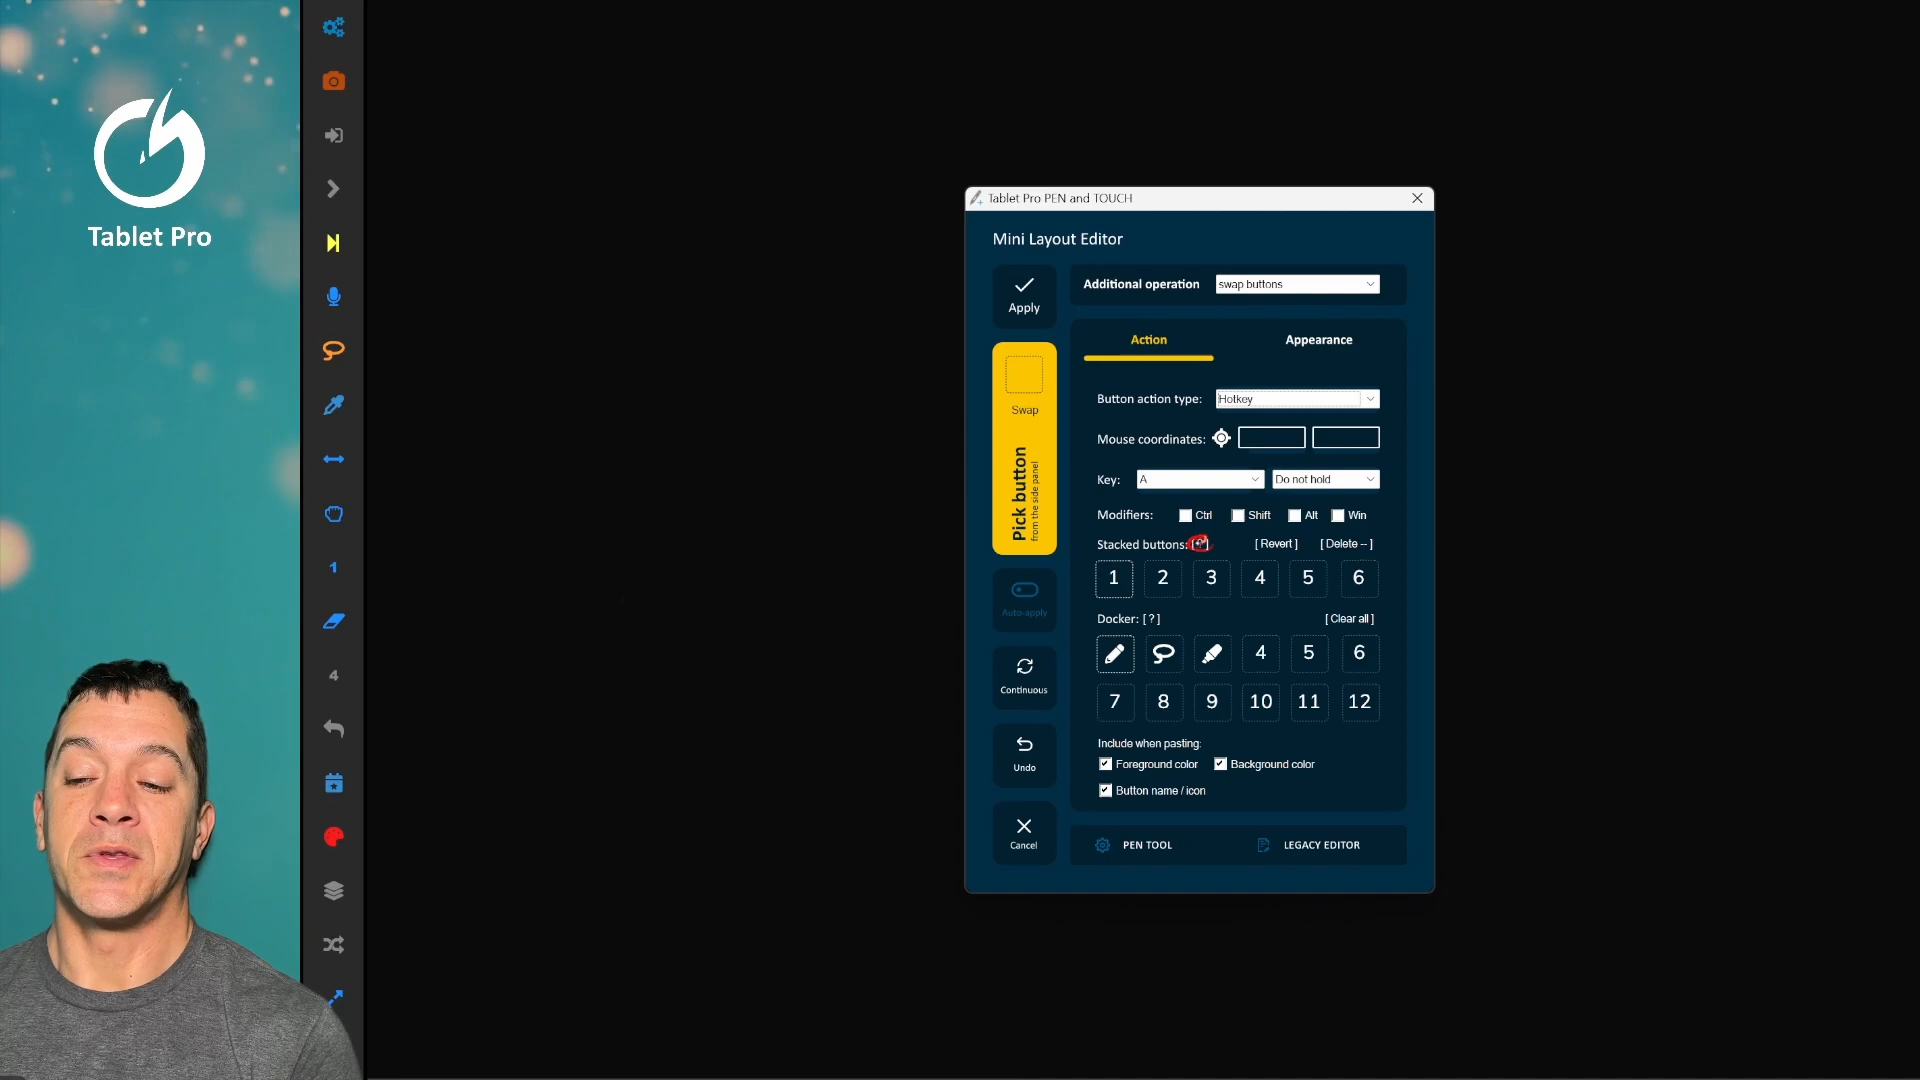 Tablet Pro
1
4
Tablet Pro PEN and TOUCH
Mini Layout Editor
Apply
Additional operation swap buttons
Action Appearance
Swap
Pick button
from the side panel
Button action type: Hotkey
Mouse coordinates:
Key: A Do not hold
Modifiers: Ctrl Shift Alt Win
Stacked buttons: [ Revert ] [ Delete -- ]
1 2 3 4 5 6
Auto-apply
Docker: [ ? ] [ Clear all ]
4 5 6
Continuous
7 8 9 10 11 12
Undo
Include when pasting:
Foreground color Background color
Button name / icon
Cancel
PEN TOOL LEGACY EDITOR